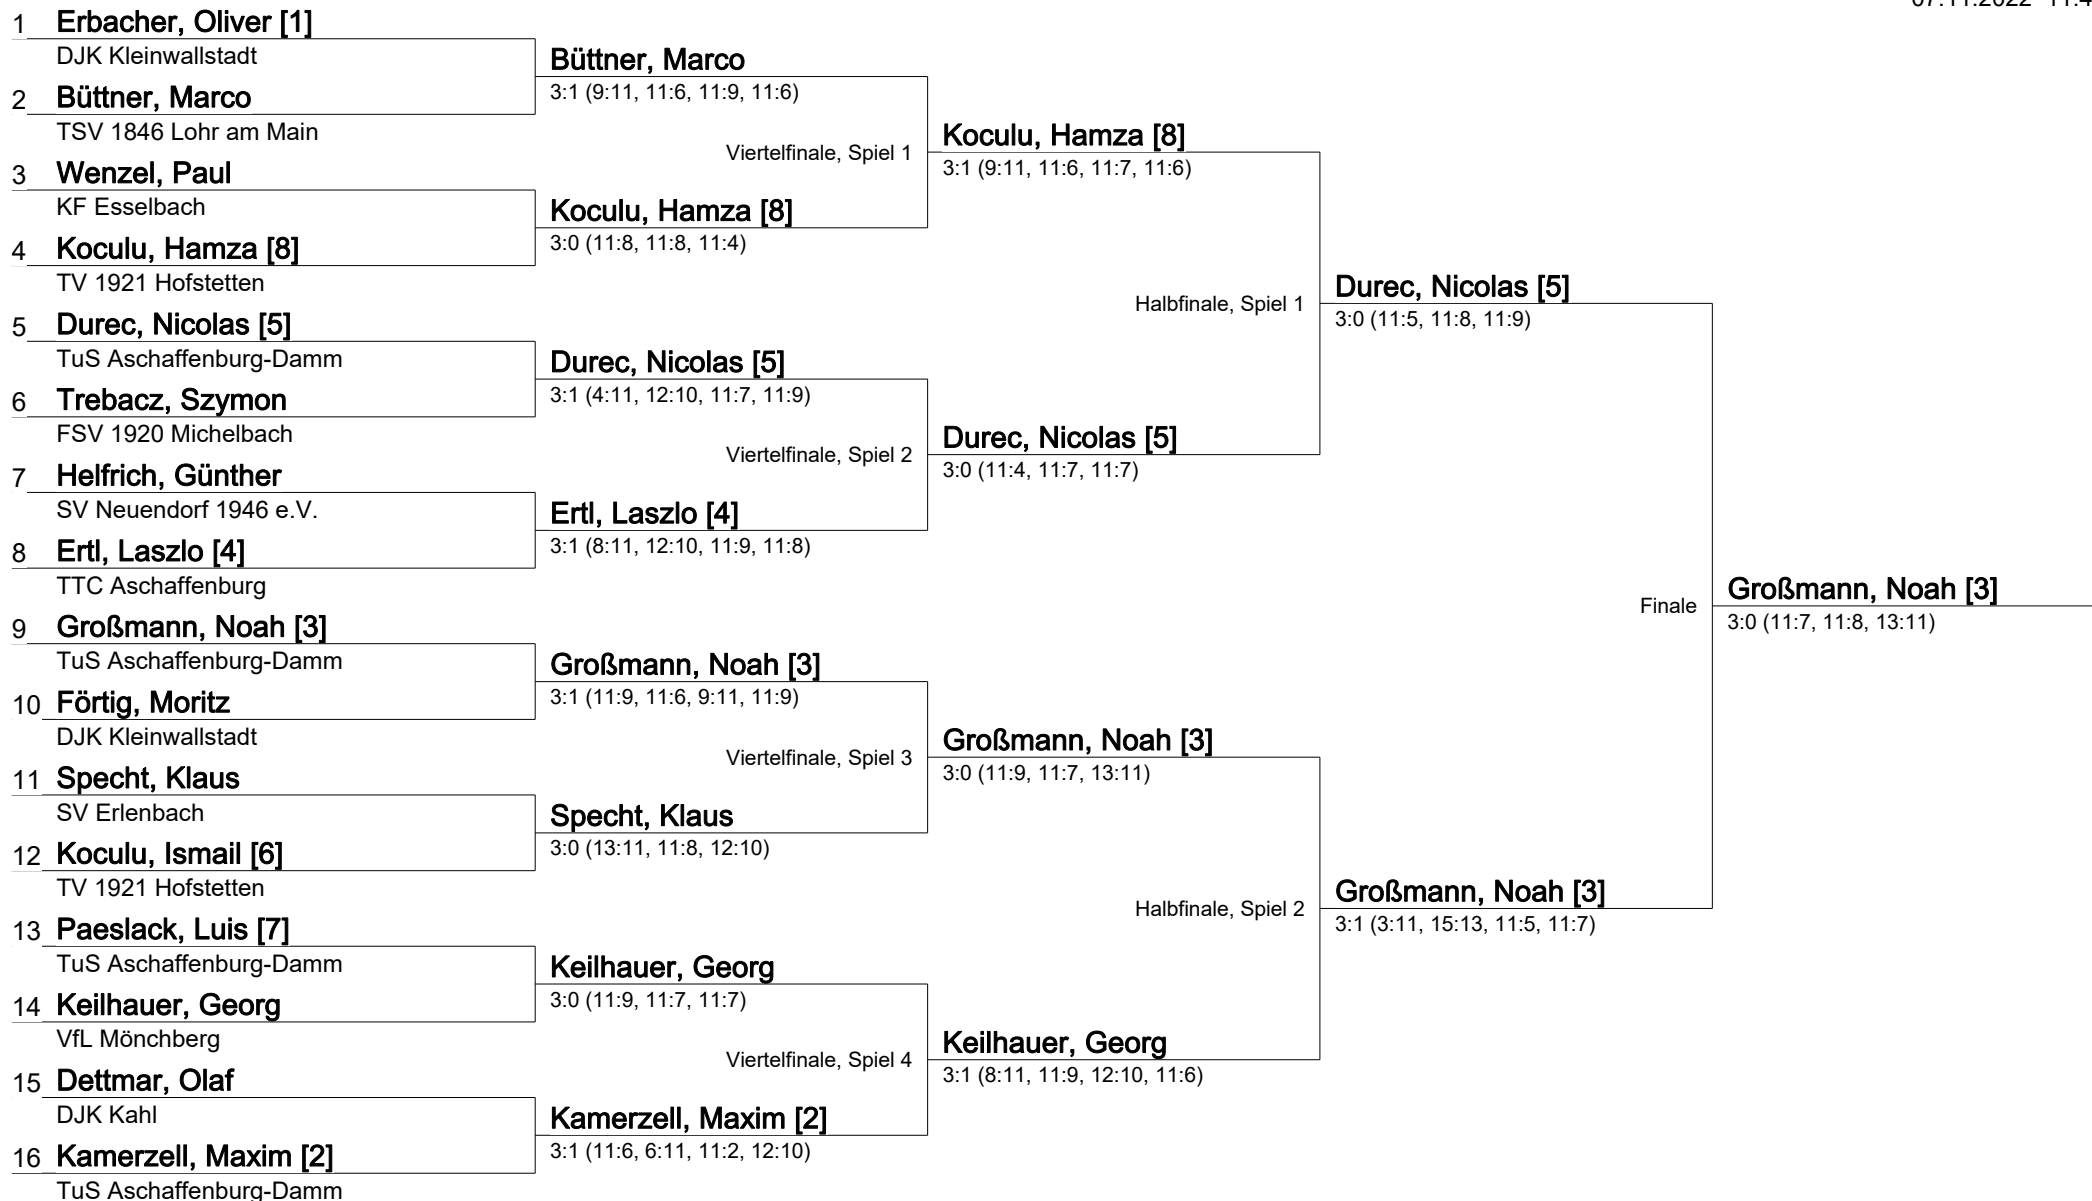 07.11.2022
1 Erbacher, Oliver [1]
DJK Kleinwallstadt
Büttner, Marco
3:1 (9:11, 11:6, 11:9, 11:6)
2 Büttner, Marco
TSV 1846 Lohr am Main
Viertelfinale, Spiel 1
Koculu, Hamza [8]
3:1 (9:11, 11:6, 11:7, 11:6)
3 Wenzel, Paul
KF Esselbach
Koculu, Hamza [8]
3:0 (11:8, 11:8, 11:4)
4 Koculu, Hamza [8]
TV 1921 Hofstetten
Halbfinale, Spiel 1
Durec, Nicolas [5]
3:0 (11:5, 11:8, 11:9)
5 Durec, Nicolas [5]
TuS Aschaffenburg-Damm
Durec, Nicolas [5]
3:1 (4:11, 12:10, 11:7, 11:9)
6 Trebacz, Szymon
FSV 1920 Michelbach
Viertelfinale, Spiel 2
Durec, Nicolas [5]
3:0 (11:4, 11:7, 11:7)
7 Helfrich, Günther
SV Neuendorf 1946 e.V.
Ertl, Laszlo [4]
3:1 (8:11, 12:10, 11:9, 11:8)
8 Ertl, Laszlo [4]
TTC Aschaffenburg
Finale
Großmann, Noah [3]
3:0 (11:7, 11:8, 13:11)
9 Großmann, Noah [3]
TuS Aschaffenburg-Damm
Großmann, Noah [3]
3:1 (11:9, 11:6, 9:11, 11:9)
10 Förtig, Moritz
DJK Kleinwallstadt
Viertelfinale, Spiel 3
Großmann, Noah [3]
3:0 (11:9, 11:7, 13:11)
11 Specht, Klaus
SV Erlenbach
Specht, Klaus
3:0 (13:11, 11:8, 12:10)
12 Koculu, Ismail [6]
TV 1921 Hofstetten
Halbfinale, Spiel 2
Großmann, Noah [3]
3:1 (3:11, 15:13, 11:5, 11:7)
13 Paeslack, Luis [7]
TuS Aschaffenburg-Damm
Keilhauer, Georg
3:0 (11:9, 11:7, 11:7)
14 Keilhauer, Georg
VfL Mönchberg
Viertelfinale, Spiel 4
Keilhauer, Georg
3:1 (8:11, 11:9, 12:10, 11:6)
15 Dettmar, Olaf
DJK Kahl
Kamerzell, Maxim [2]
3:1 (11:6, 6:11, 11:2, 12:10)
16 Kamerzell, Maxim [2]
TuS Aschaffenburg-Damm